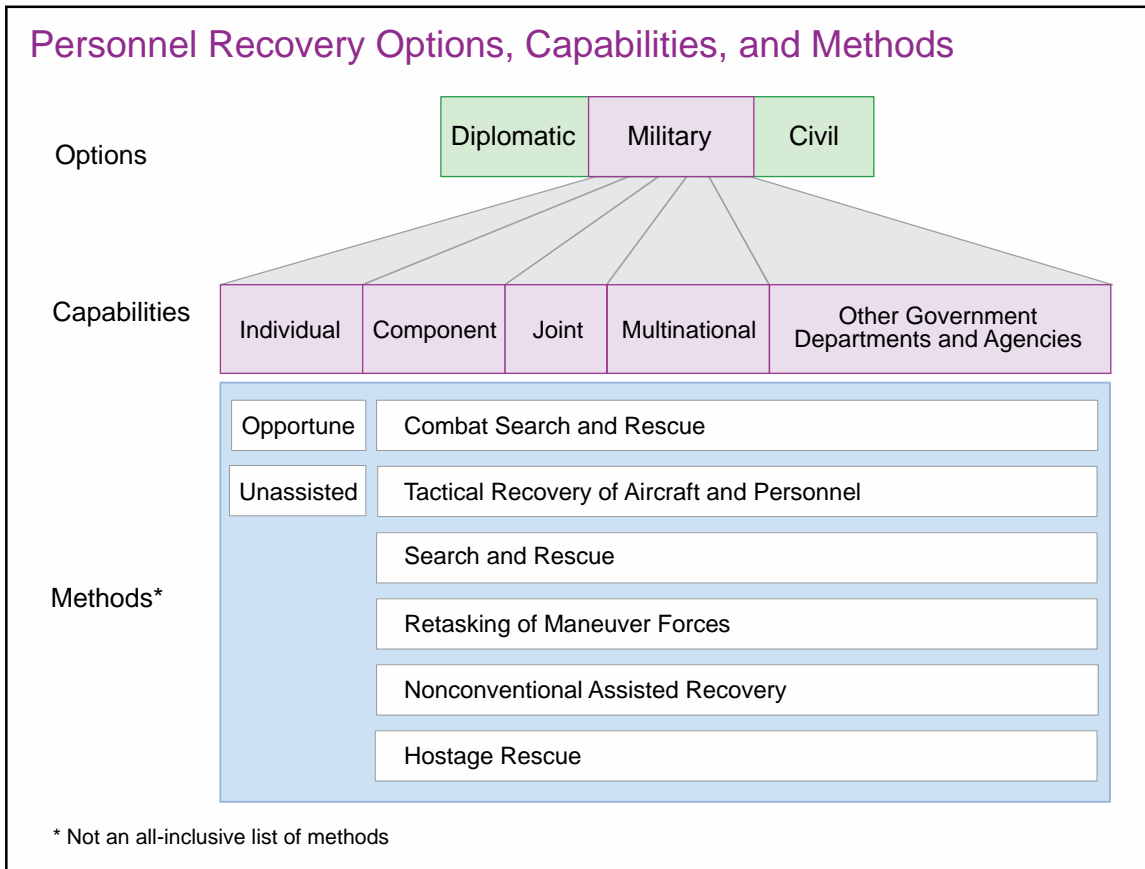 Personnel Recovery Options, Capabilities, and Methods
Options
Diplomatic
Military
Civil
Capabilities
Individual
Component
Joint
Multinational
Other Government
Departments and Agencies
Methods*
Opportune
Combat Search and Rescue
Unassisted
Tactical Recovery of Aircraft and Personnel
Search and Rescue
Retasking of Maneuver Forces
Nonconventional Assisted Recovery
Hostage Rescue
* Not an all-inclusive list of methods